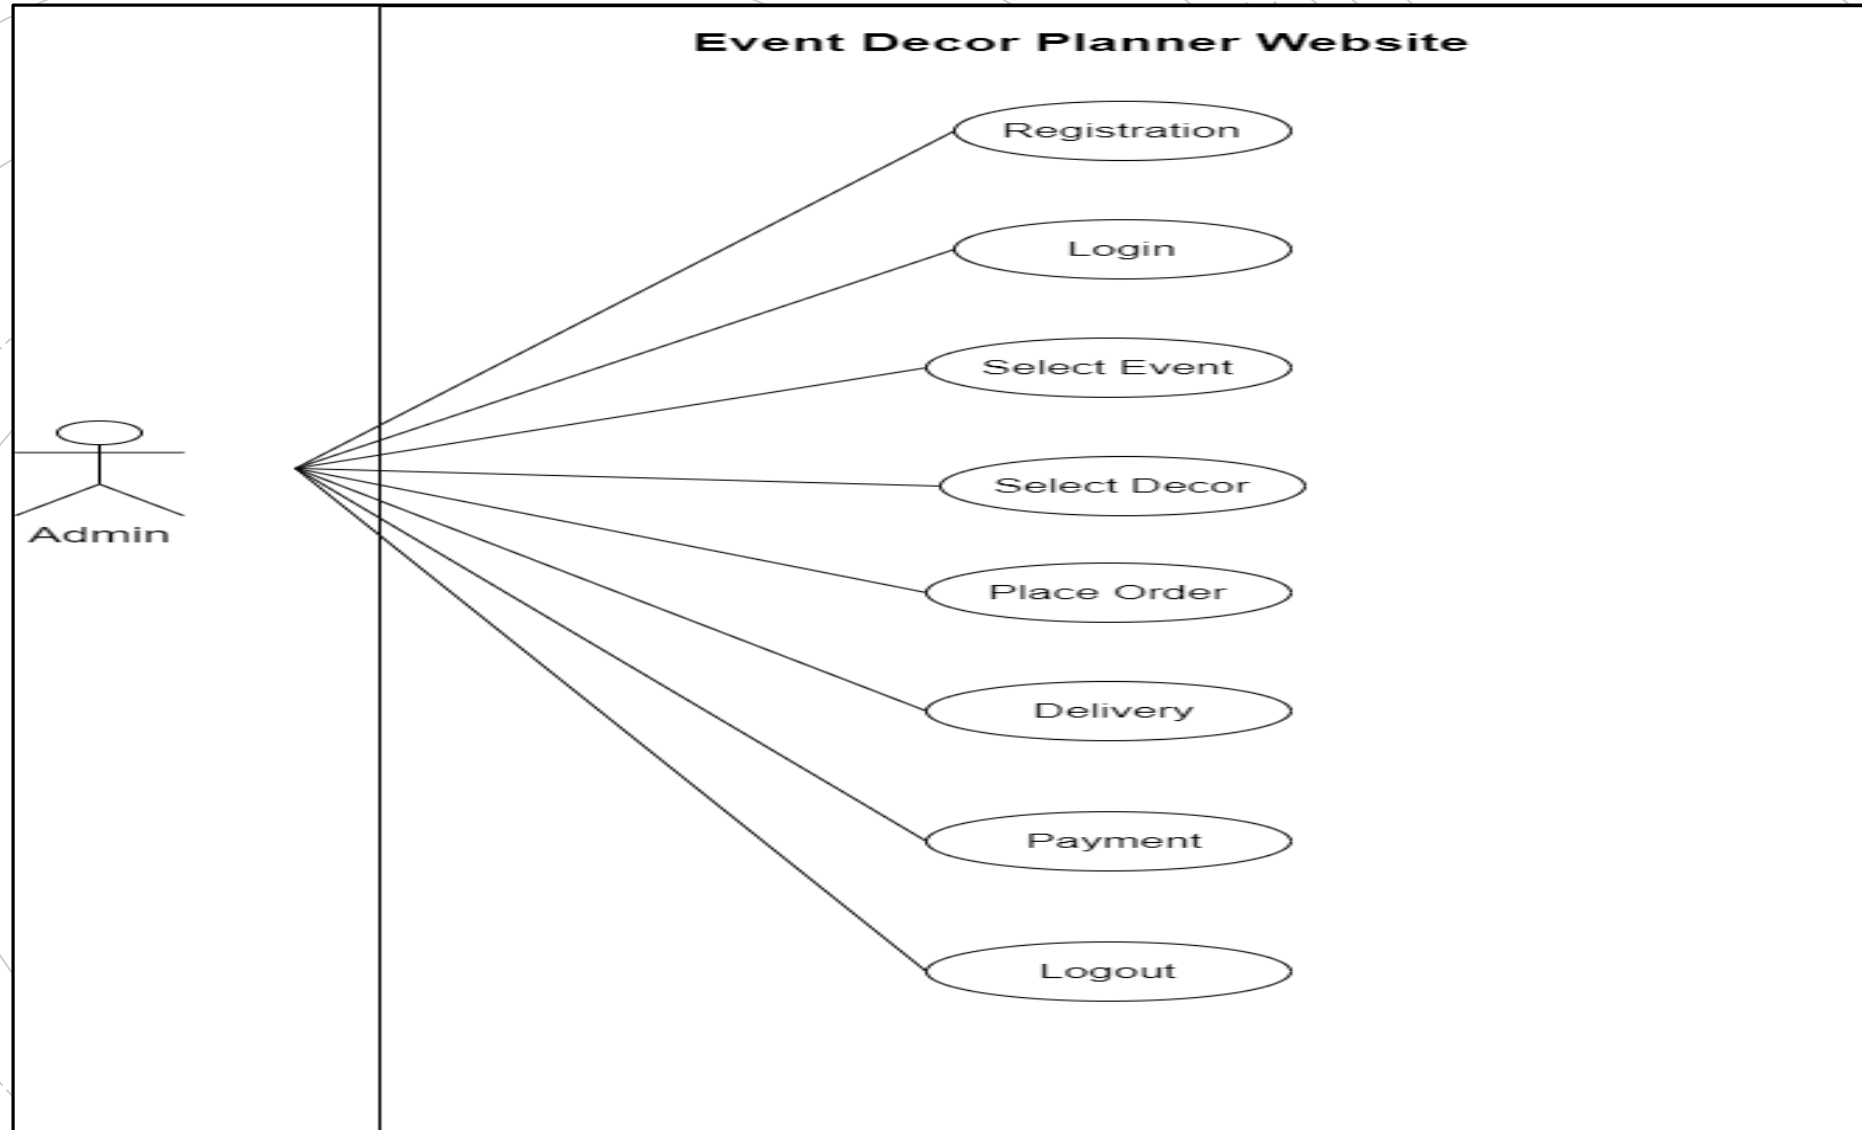 Event Decor Planner Website
Registration
Login
Select Event
Select Decor
Admin
Place Order
Delivery
Payment
Logout